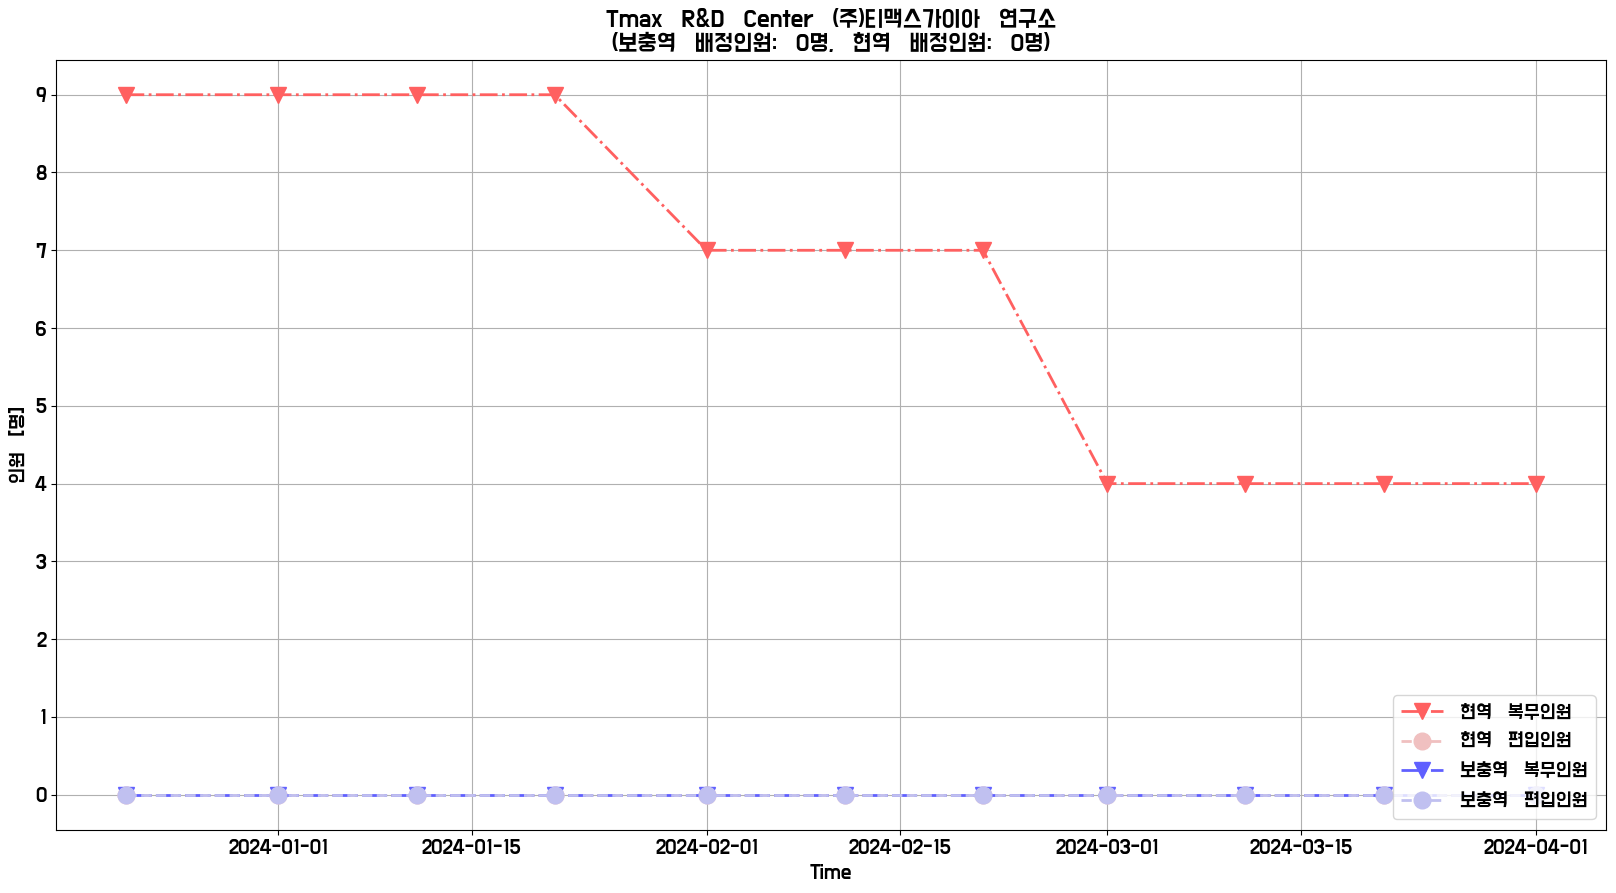 Tmax R&D Center (주)티맥스가이아 연구소
(보충역 배정인원: 0명, 현역 배정인원: 0명)
인원 [명]
9
8
7
6
5
4
3
2
1
0
현역 복무인원
현역 편입인원
보충역 복무인원
보충역 편입인원
2024-01-01
2024-01-15
2024-02-01
2024-02-15
2024-03-01
2024-03-15
2024-04-01
Time